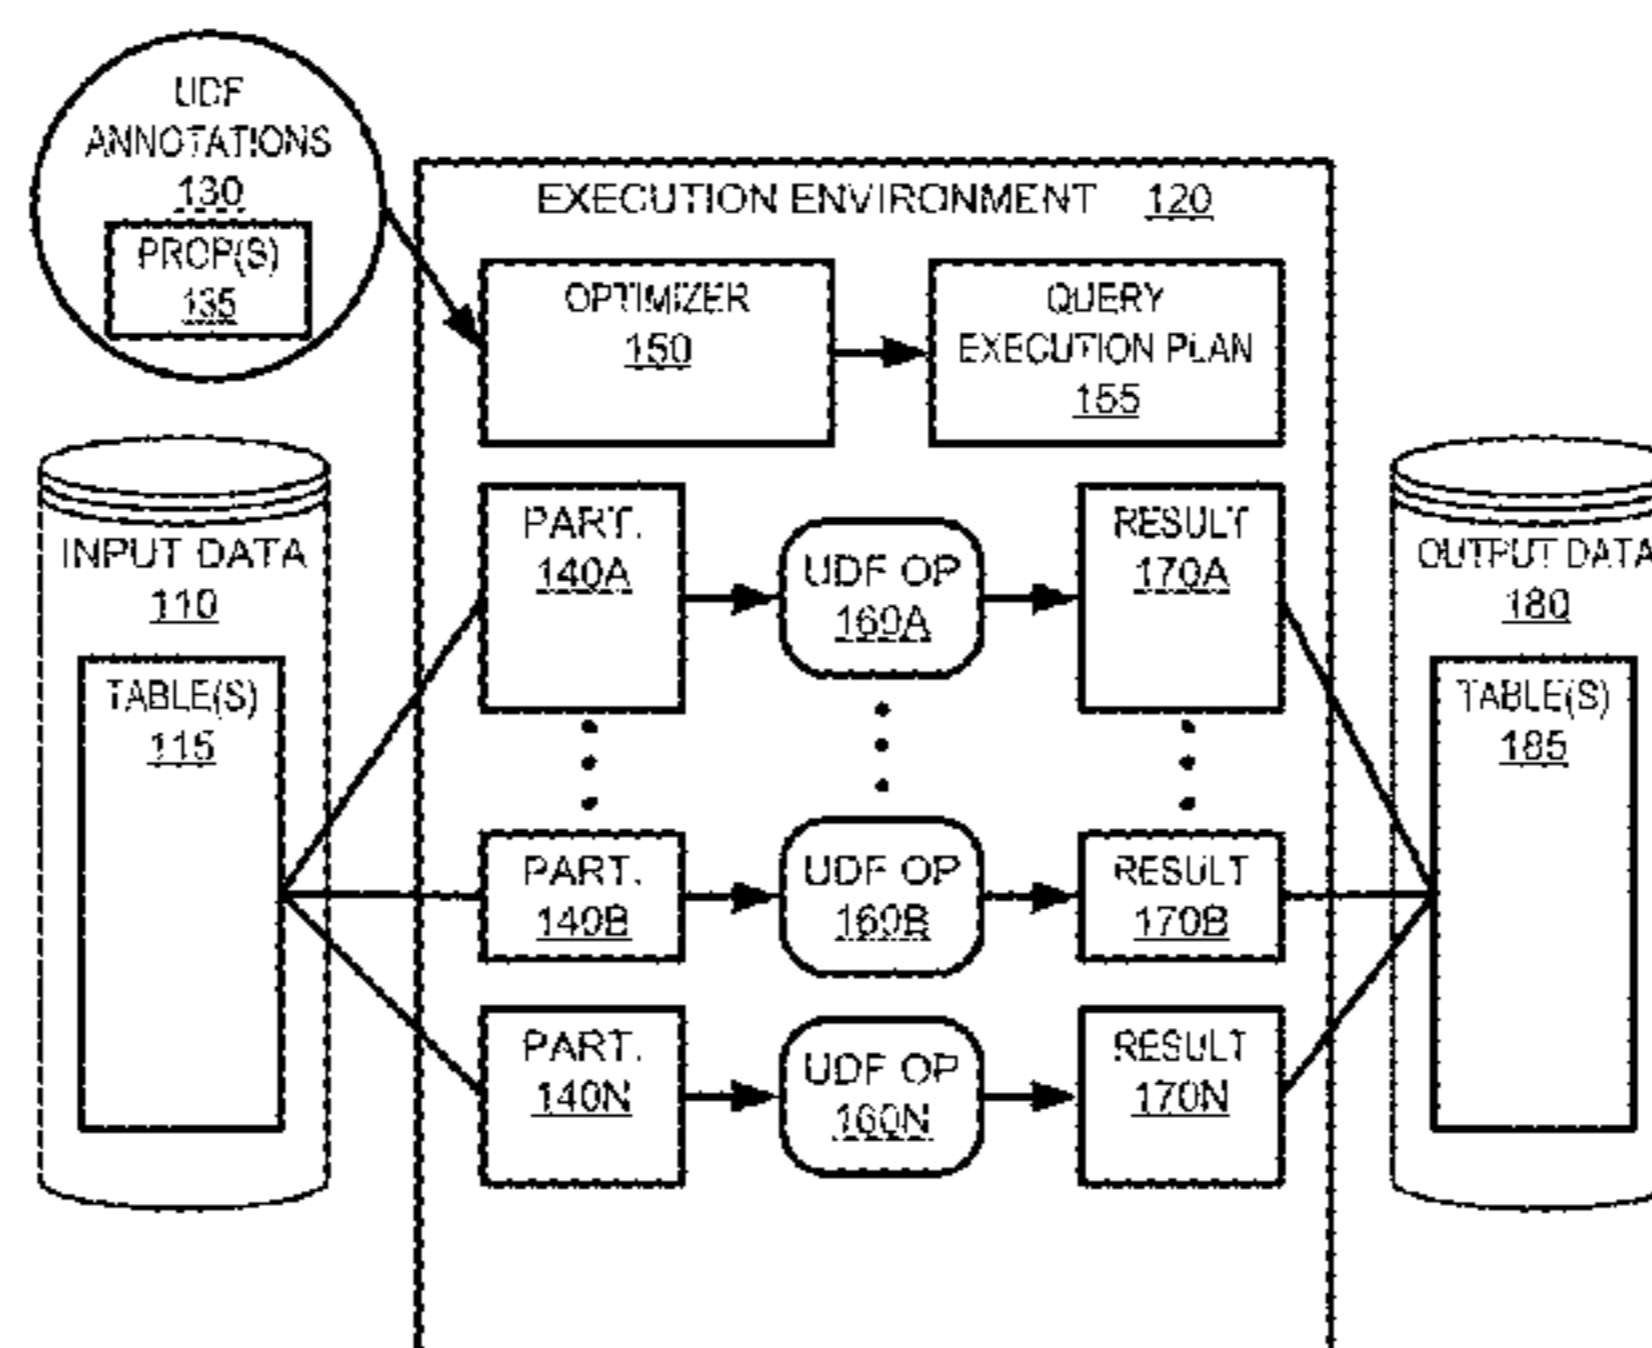 UDF
ANNOTATIONS
130
PROP(S)
135
EXECUTION ENVIRONMENT 120
OPTIMIZER
150
QUERY
EXECUTION PLAN
155
INPUT DATA
110
TABLE(S)
115
PART.
140A
UDF OP
160A
RESULT
170A
PART.
140B
UDF OP
160B
RESULT
170B
PART.
140N
UDF OP
160N
RESULT
170N
OUTPUT DATA
180
TABLE(S)
185